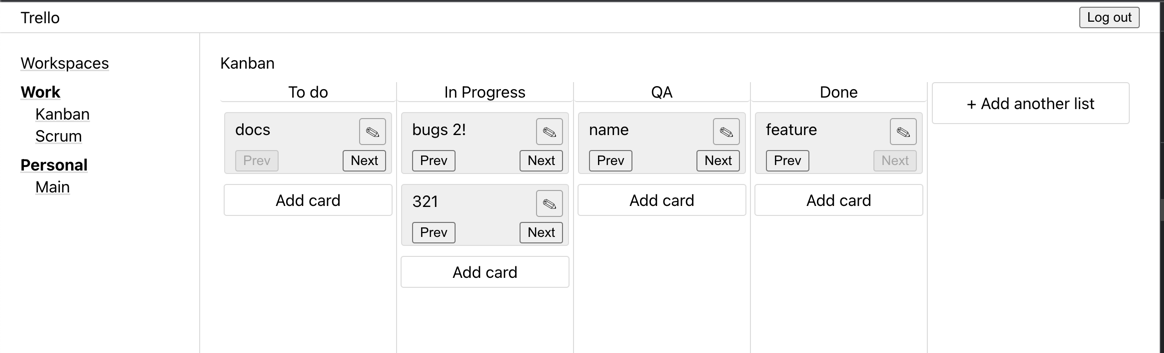 Trello
Log out
Workspaces
Work
Kanban
Scrum
Personal
Main
Kanban
To do
docs
Prev Next
Add card
In Progress
bugs 2!
Prev Next
321
Prev Next
Add card
QA
name
Prev Next
Add card
Done
feature
Prev Next
Add card
+ Add another list